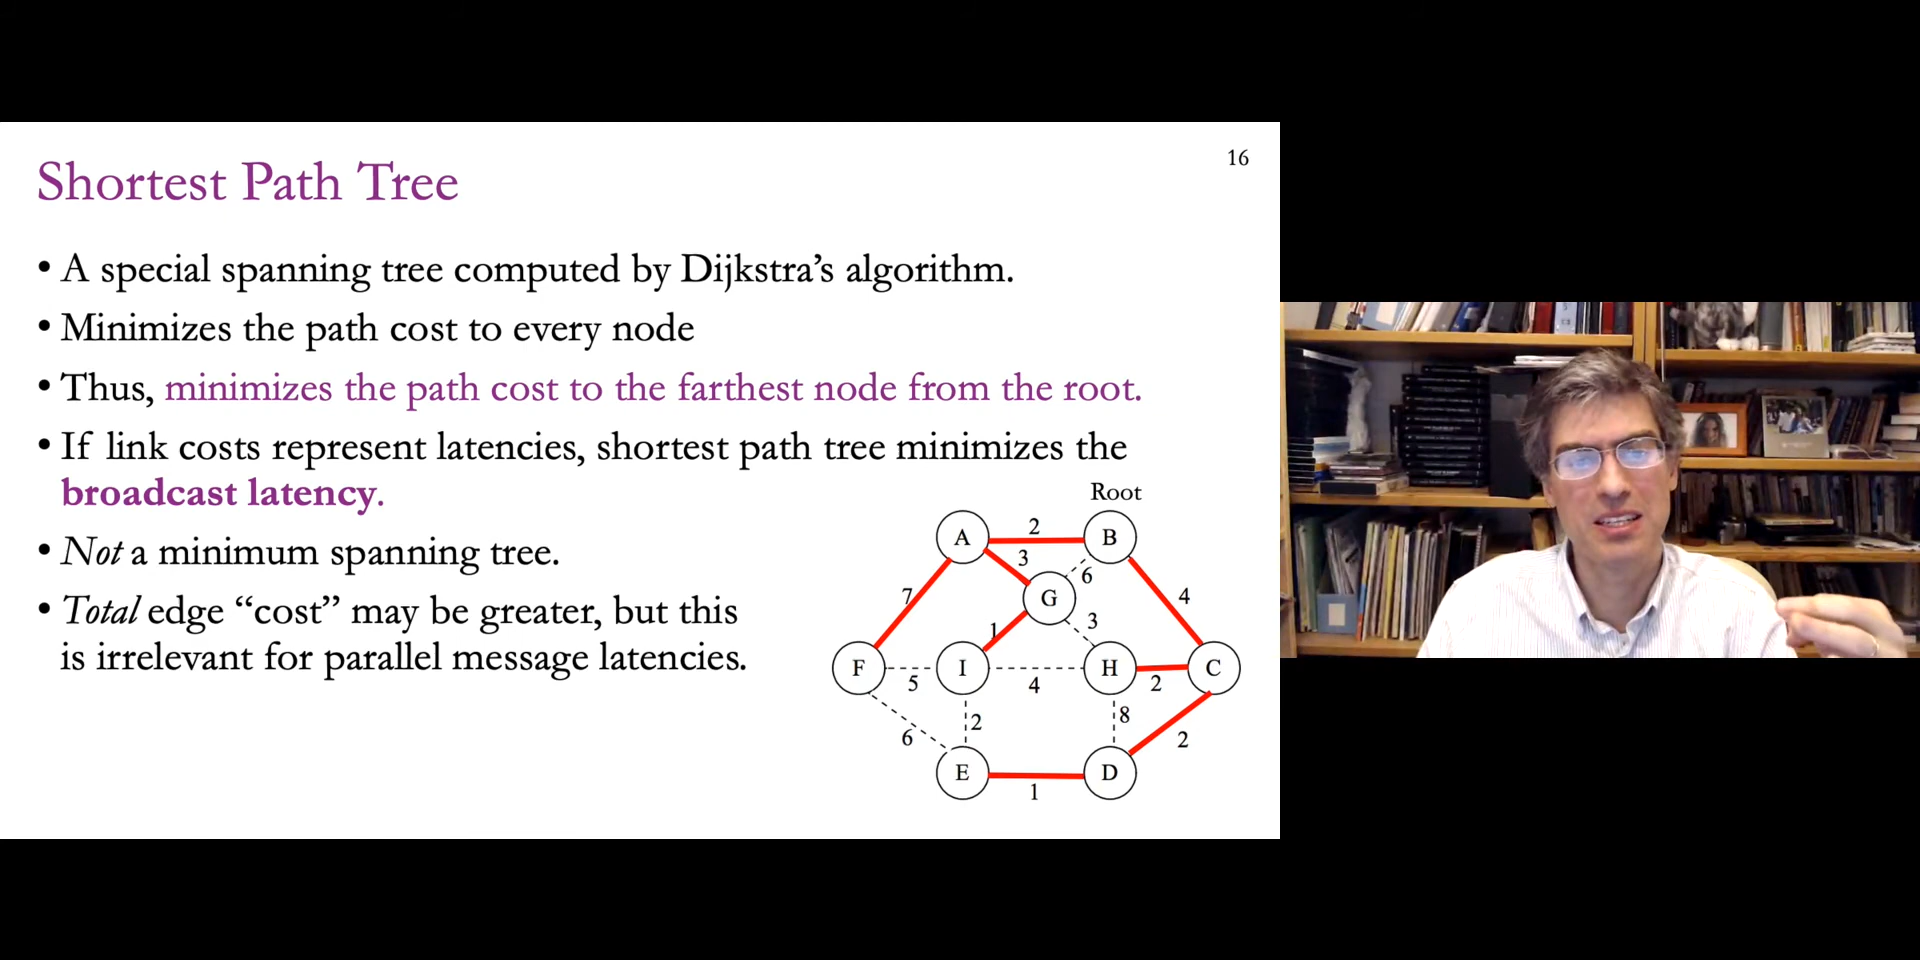 16
Shortest Path Tree
• A special spanning tree computed by Dijkstra’s algorithm.
• Minimizes the path cost to every node
• Thus, minimizes the path cost to the farthest node from the root.
• If link costs represent latencies, shortest path tree minimizes the
broadcast latency.
• Not a minimum spanning tree.
• Total edge “cost” may be greater, but this
is irrelevant for parallel message latencies.
Root
A 2 B
3 6
7 G 4
1 3
F I H C
5 4 2
2 8
6 2
E D
1